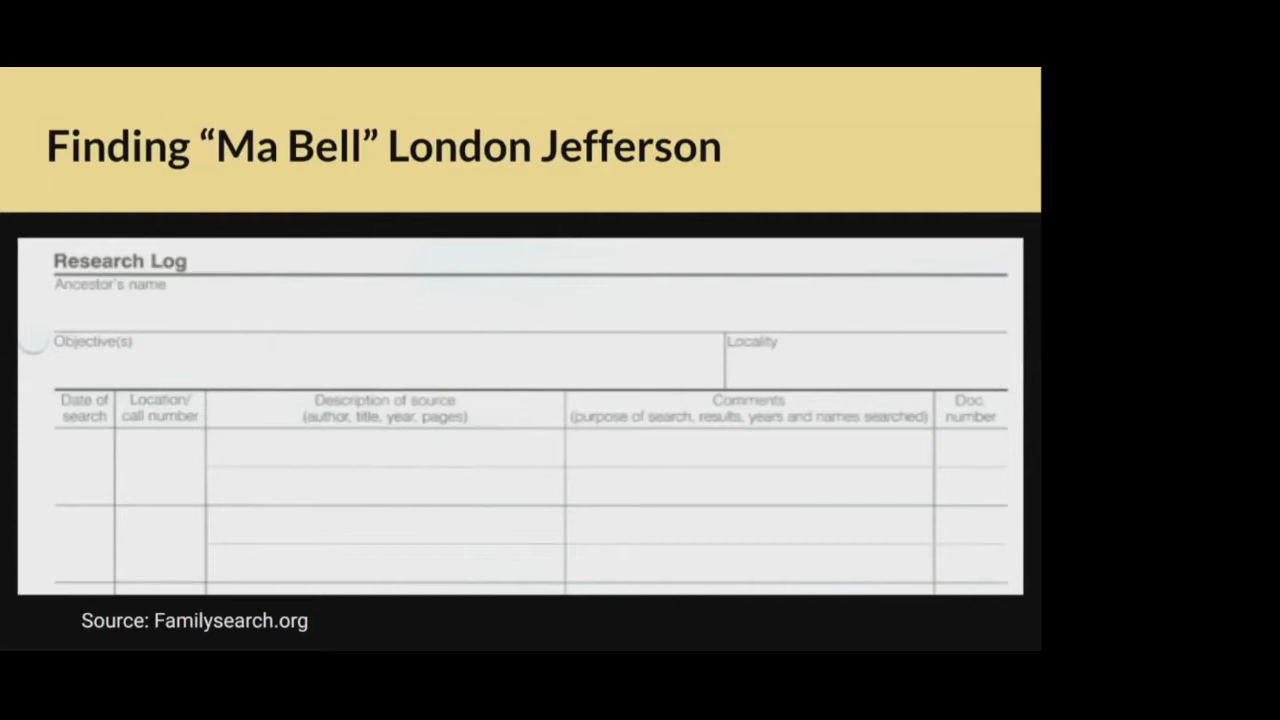 Finding “Ma Bell” London Jefferson
Research Log
Ancestor's name
Objective(s)
Locality
Date of search
Location/ call number
Description of source
(author, title, year, pages)
Comments
(purpose of search, results, years and names searched)
Doc. number
Source: Familysearch.org